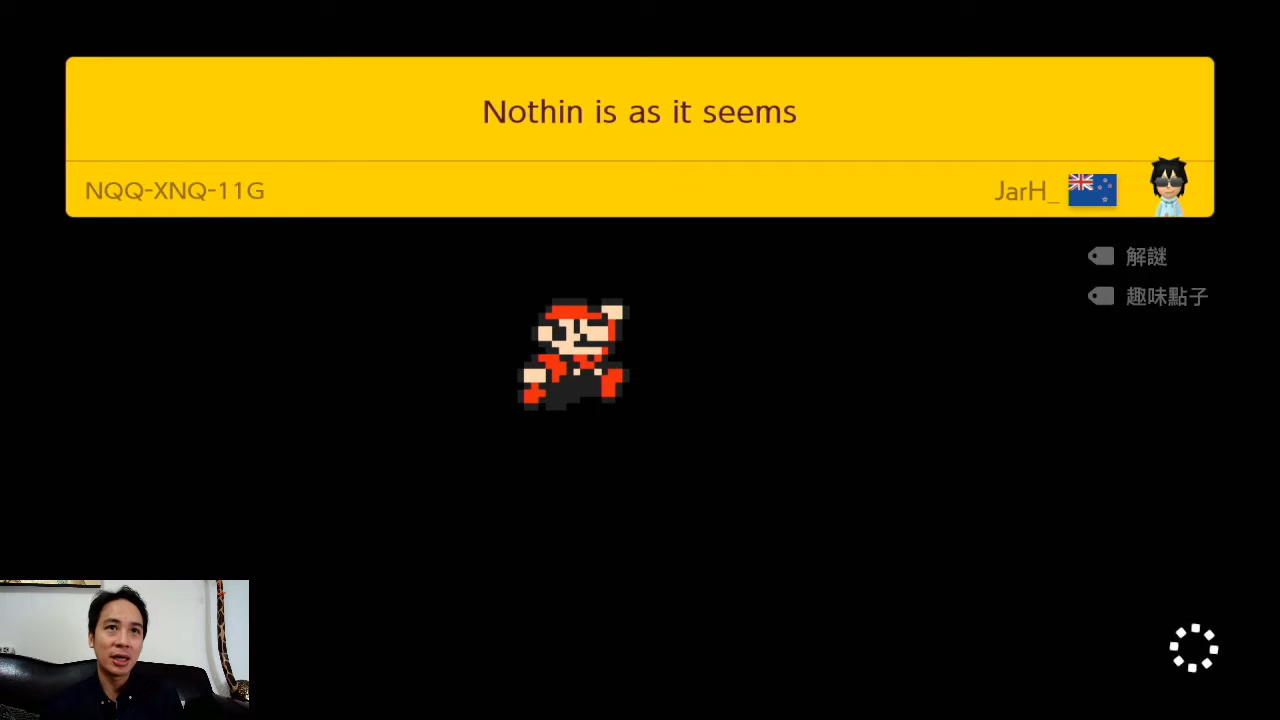 Nothin is as it seems
NQQ-XNQ-11G
JarH_
解謎
趣味點子